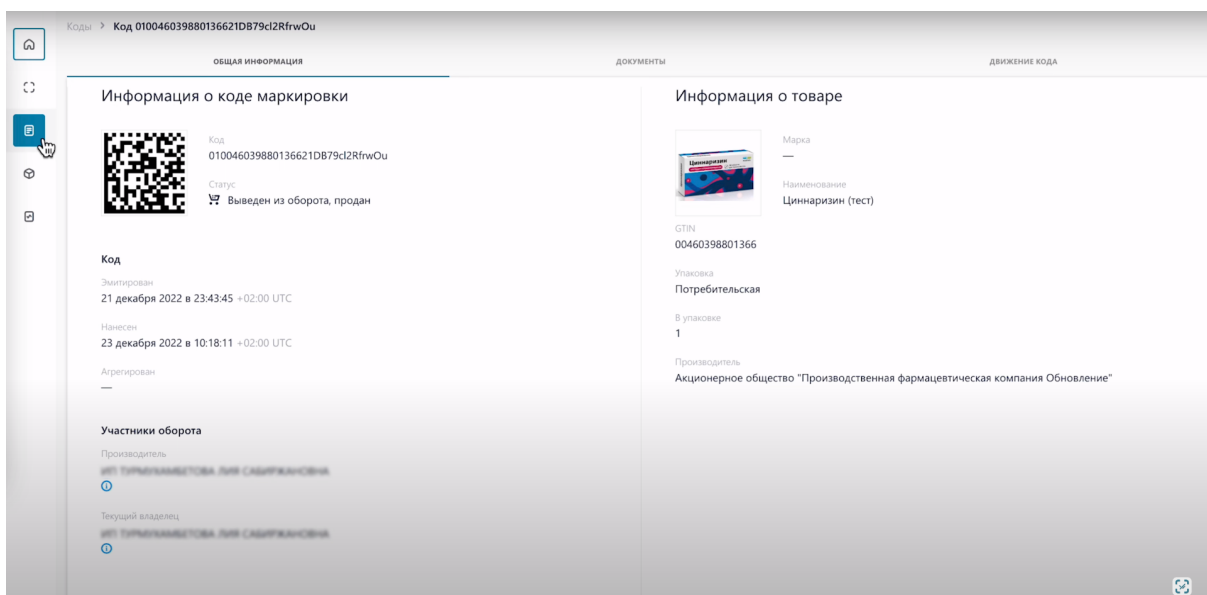 Коды > Код 010046039880136621DB79cl2RfrwOu
ОБЩАЯ ИНФОРМАЦИЯ
ДОКУМЕНТЫ
ДВИЖЕНИЕ КОДА
Информация о коде маркировки
Код
010046039880136621DB79cl2RfrwOu
Статус
Выведен из оборота, продан
Код
Эмитирован
21 декабря 2022 в 23:43:45 +02:00 UTC
Нанесен
23 декабря 2022 в 10:18:11 +02:00 UTC
Агрегирован
—
Участники оборота
Производитель
Текущий владелец
Информация о товаре
Циннаризин
Марка
—
Наименование
Циннаризин (тест)
GTIN
00460398801366
Упаковка
Потребительская
В упаковке
1
Производитель
Акционерное общество "Производственная фармацевтическая компания Обновление"